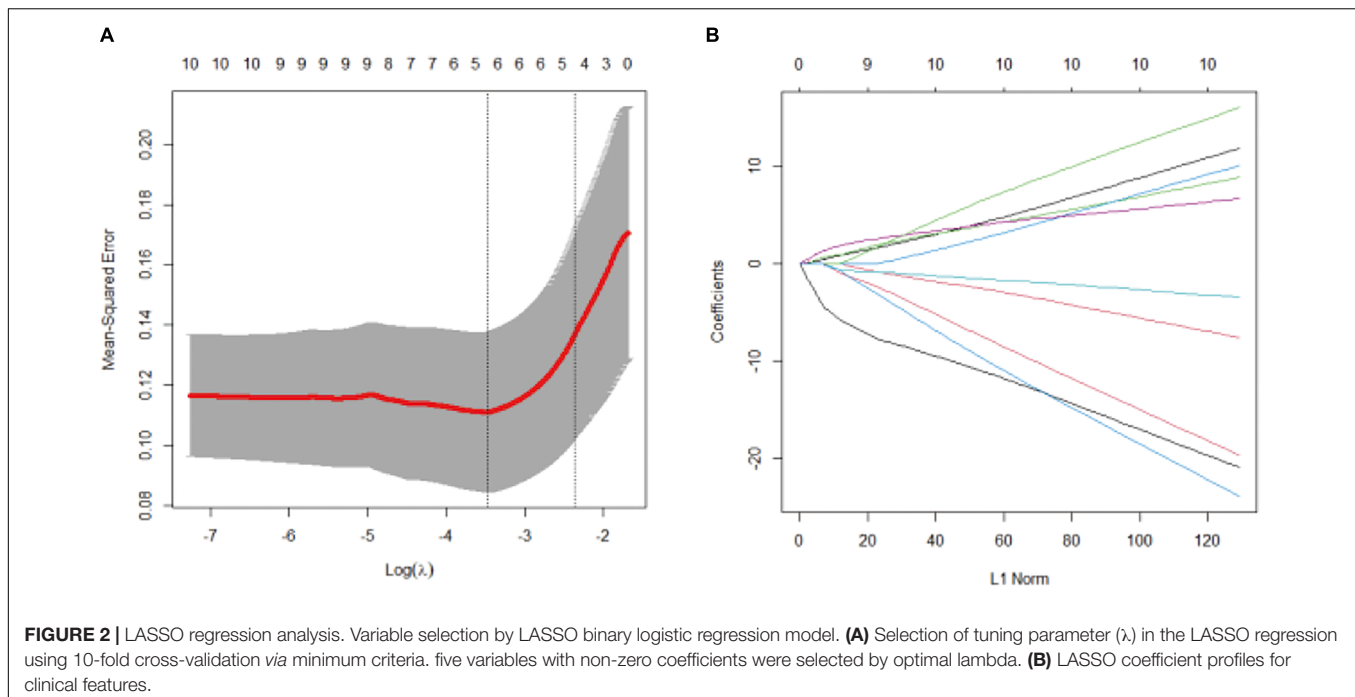 A
10 10 10 9 9 9 9 9 8 7 7 6 5 6 6 6 5 4 3 0
Mean-Squared Error
0.20
0.18
0.16
0.14
0.12
0.10
0.08
-7 -6 -5 -4 -3 -2
Log(λ)
B
0 9 10 10 10 10 10
Coefficients
10
0
-10
-20
0 20 40 60 80 100 120
L1 Norm
FIGURE 2 | LASSO regression analysis. Variable selection by LASSO binary logistic regression model. (A) Selection of tuning parameter (λ) in the LASSO regression
using 10-fold cross-validation via minimum criteria. five variables with non-zero coefficients were selected by optimal lambda. (B) LASSO coefficient profiles for
clinical features.